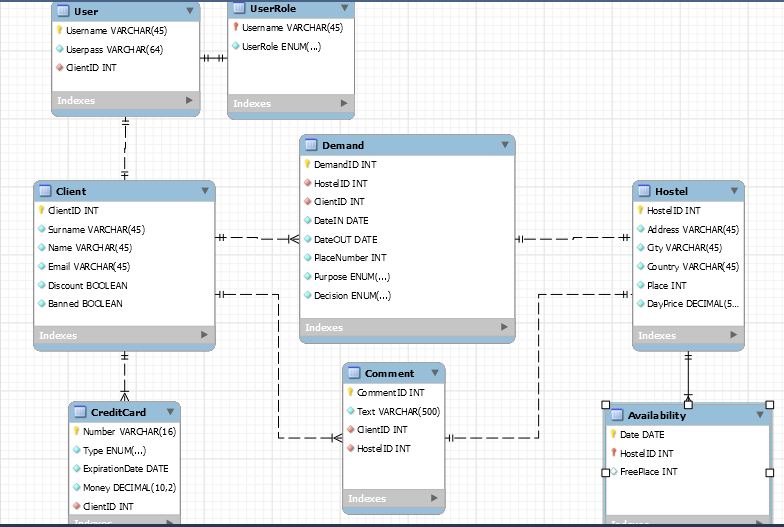 User
Username VARCHAR(45)
Userpass VARCHAR(64)
ClientID INT
Indexes
UserRole
Username VARCHAR(45)
UserRole ENUM(...)
Indexes
Demand
DemandID INT
HostelID INT
ClientID INT
DateIN DATE
DateOUT DATE
PlaceNumber INT
Purpose ENUM(...)
Decision ENUM(...)
Indexes
Client
ClientID INT
Surname VARCHAR(45)
Name VARCHAR(45)
Email VARCHAR(45)
Discount BOOLEAN
Banned BOOLEAN
Indexes
Hostel
HostelID INT
Address VARCHAR(45)
City VARCHAR(45)
Country VARCHAR(45)
Place INT
DayPrice DECIMAL(5...
Indexes
Comment
CommentID INT
Text VARCHAR(500)
ClientID INT
HostelID INT
Indexes
CreditCard
Number VARCHAR(16)
Type ENUM(...)
ExpirationDate DATE
Money DECIMAL(10,2)
ClientID INT
Indexes
Availability
Date DATE
HostelID INT
FreePlace INT
Indexes